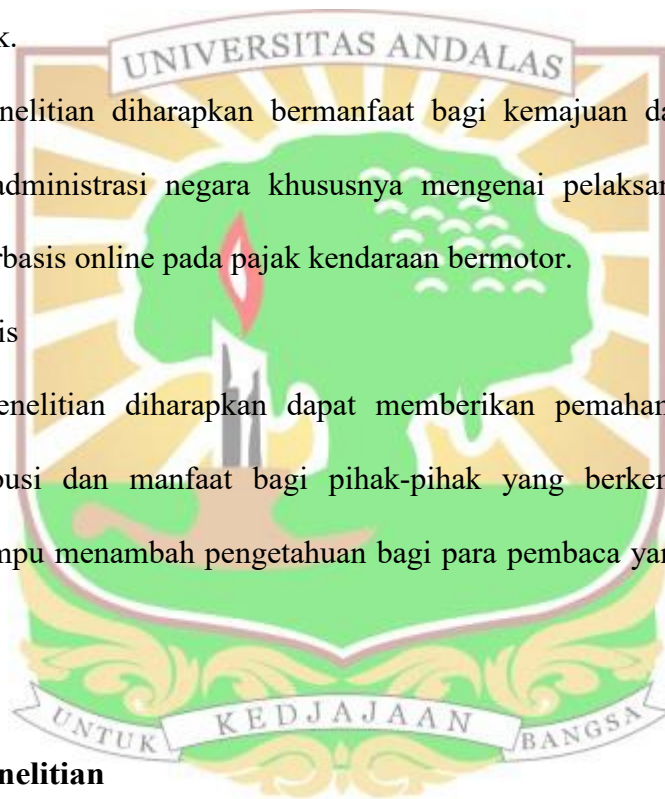 k.
UNIVERSITAS ANDALAS
nelitian diharapkan bermanfaat bagi kemajuan da
administrasi negara khususnya mengenai pelaksan
rbasis online pada pajak kendaraan bermotor.
is
enelitian diharapkan dapat memberikan pemaham
busi dan manfaat bagi pihak-pihak yang berken
mpu menambah pengetahuan bagi para pembaca yan
UNTUK KEDJAJAAN BANGSA
nelitian